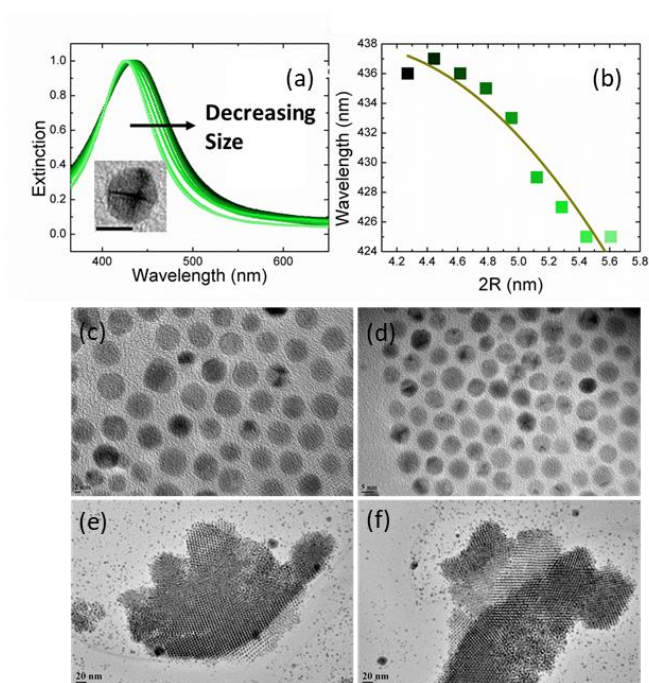 (a)
Decreasing
Size
Extinction
1.0
0.8
0.6
0.4
0.2
0.0
400
500
600
Wavelength (nm)
(b)
Wavelength (nm)
438
436
434
432
430
428
426
424
4.2 4.4 4.6 4.8 5.0 5.2 5.4 5.6 5.8
2R (nm)
(c)
(d)
5 nm
(e)
20 nm
(f)
20 nm